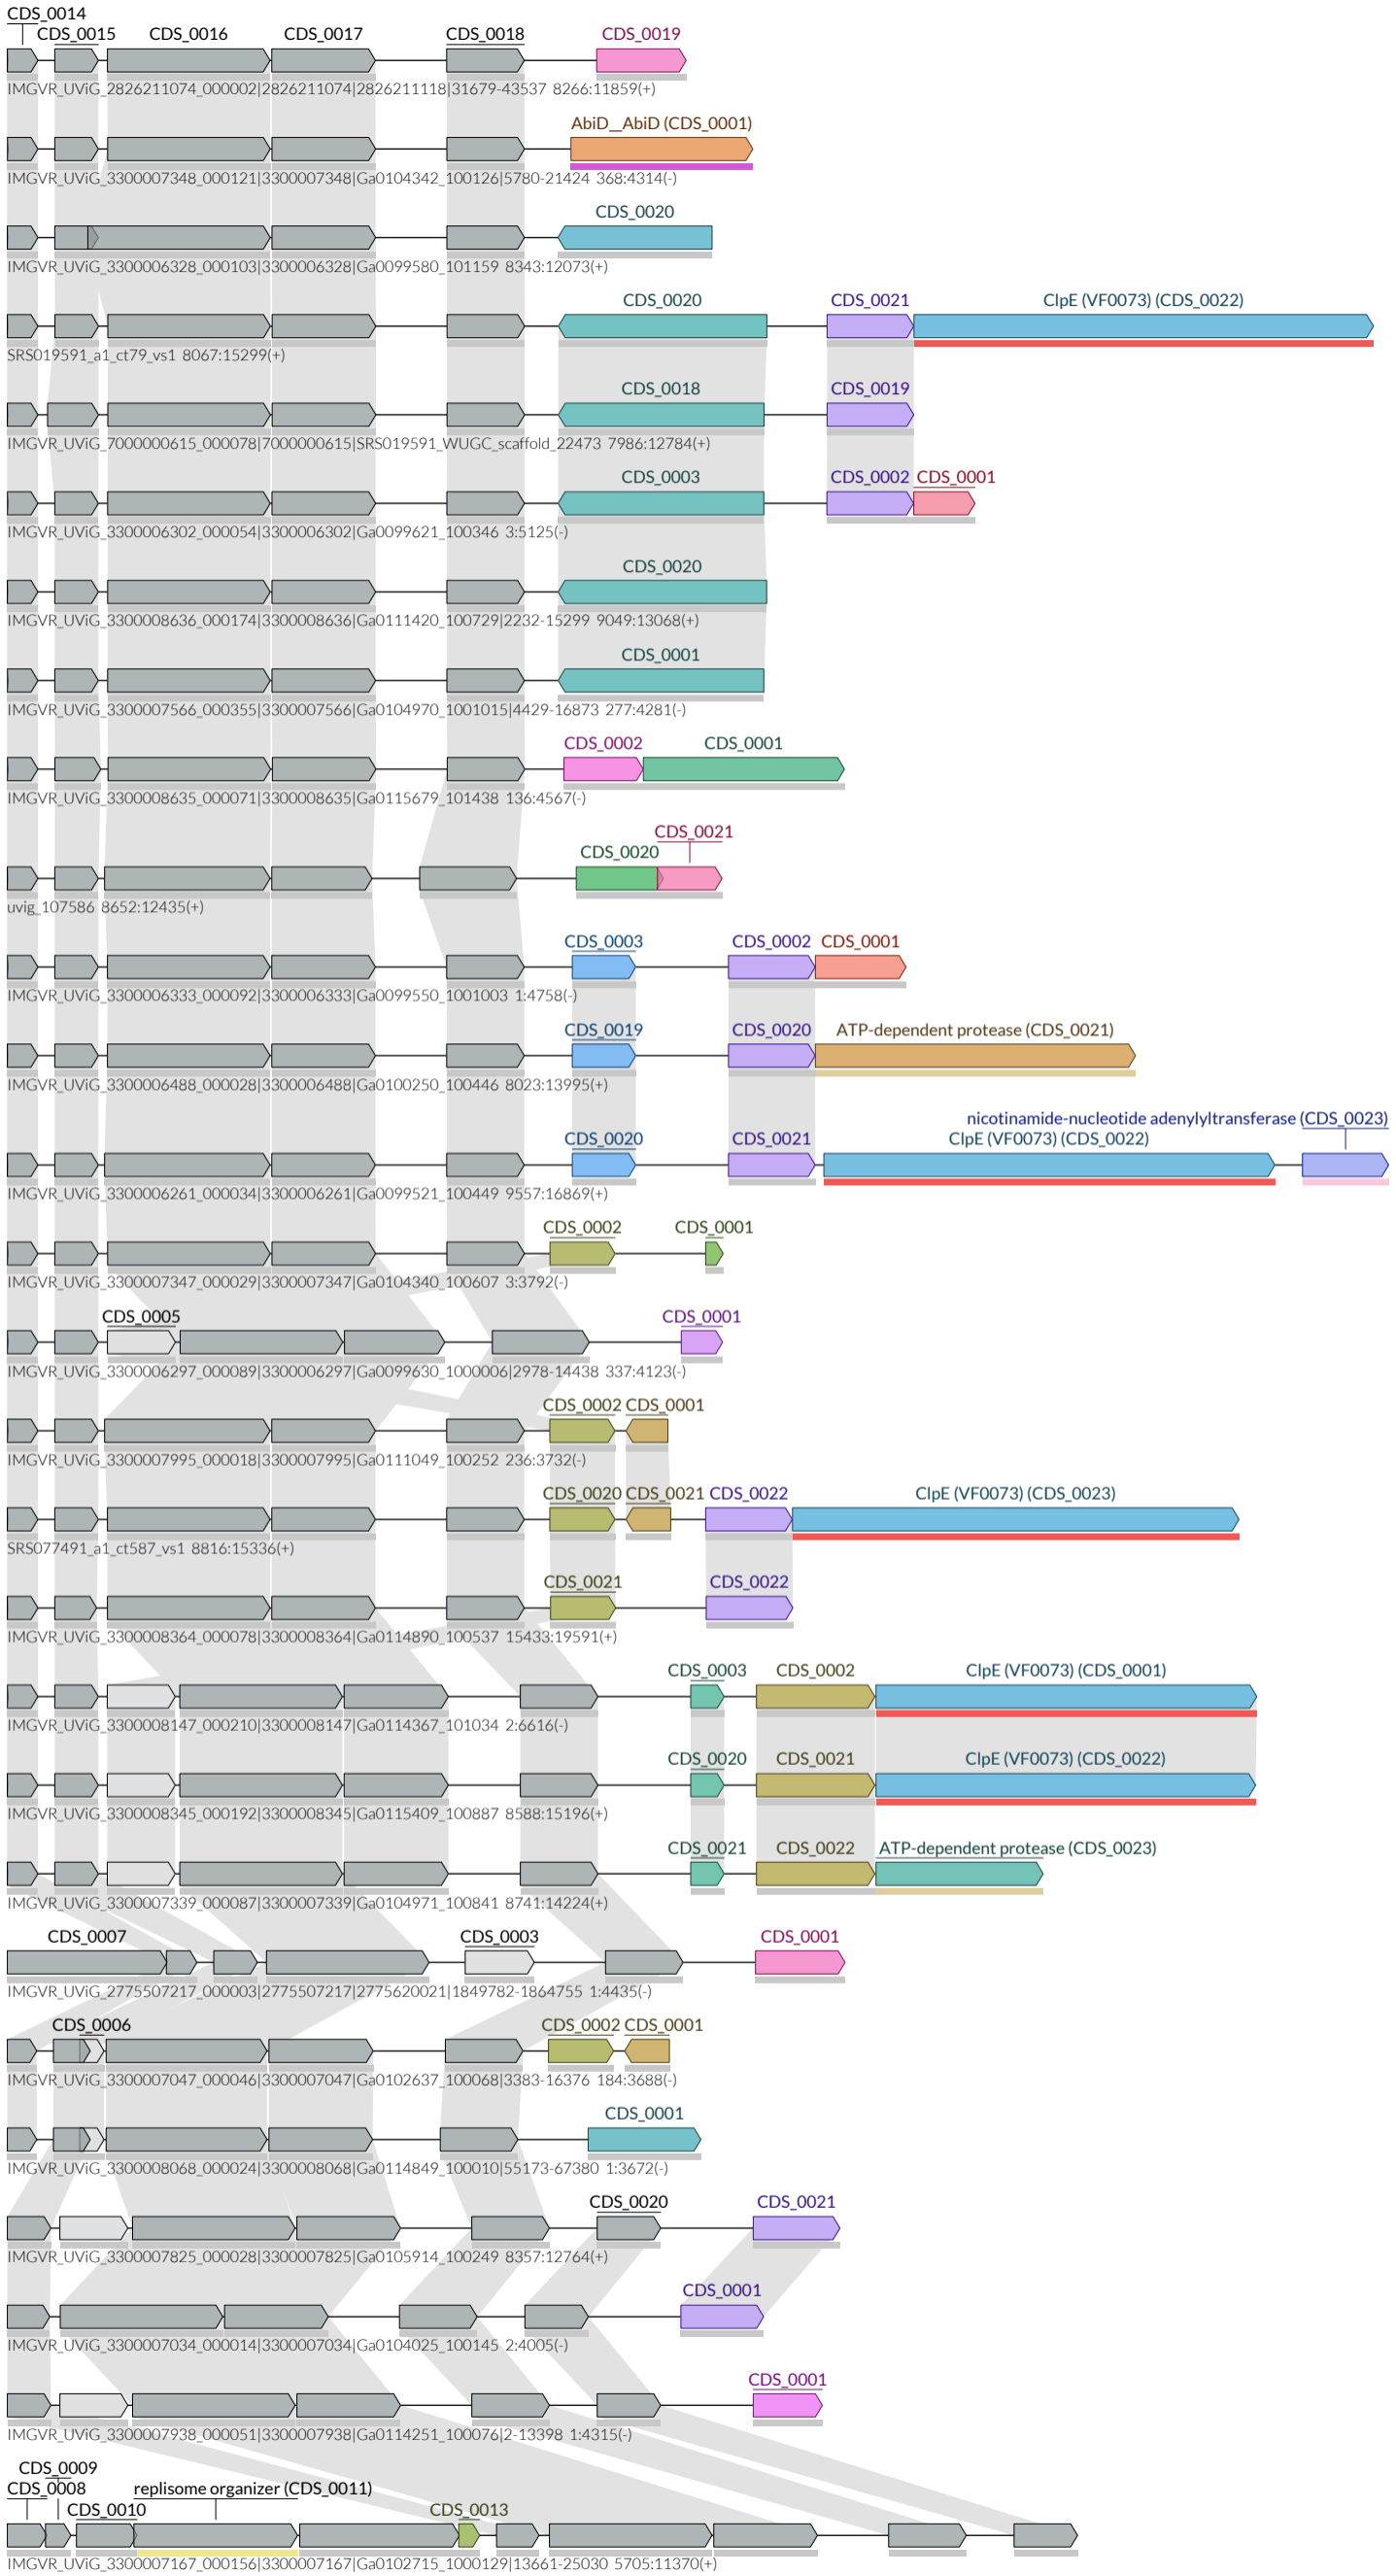 CDS_0014
CDS_0015 CDS_0016 CDS_0017 CDS_0018 CDS_0019
IMGVR_UViG_2826211074_000002|2826211074|2826211118|31679-43537 8266:11859(+)
AbiD__AbiD (CDS_0001)
IMGVR_UViG_3300007348_000121|3300007348|Ga0104342_100126|5780-21424 368:4314(-)
CDS_0020
IMGVR_UViG_3300006328_000103|3300006328|Ga0099580_101159 8343:12073(+)
CDS_0020 CDS_0021 ClpE (VF0073) (CDS_0022)
SRS019591_a1_ct79_vs1 8067:15299(+)
CDS_0018 CDS_0019
IMGVR_UViG_7000000615_000078|7000000615|SRS019591_WUGC_scaffold_22473 7986:12784(+)
CDS_0003 CDS_0002 CDS_0001
IMGVR_UViG_3300006302_000054|3300006302|Ga0099621_100346 3:5125(-)
CDS_0020
IMGVR_UViG_3300008636_000174|3300008636|Ga0111420_100729|2232-15299 9049:13068(+)
CDS_0001
IMGVR_UViG_3300007566_000355|3300007566|Ga0104970_1001015|4429-16873 277:4281(-)
CDS_0002 CDS_0001
IMGVR_UViG_3300008635_000071|3300008635|Ga0115679_101438 136:4567(-)
CDS_0021
CDS_0020
uvig_107586 8652:12435(+)
CDS_0003 CDS_0002 CDS_0001
IMGVR_UViG_3300006333_000092|3300006333|Ga0099550_1001003 1:4758(-)
CDS_0019 CDS_0020 ATP-dependent protease (CDS_0021)
IMGVR_UViG_3300006488_000028|3300006488|Ga0100250_100446 8023:13995(+)
nicotinamide-nucleotide adenylyltransferase (CDS_0023)
CDS_0020 CDS_0021 ClpE (VF0073) (CDS_0022)
IMGVR_UViG_3300006261_000034|3300006261|Ga0099521_100449 9557:16869(+)
CDS_0002 CDS_0001
IMGVR_UViG_3300007347_000029|3300007347|Ga0104340_100607 3:3792(-)
CDS_0005 CDS_0001
IMGVR_UViG_3300006297_000089|3300006297|Ga0099630_1000006|2978-14438 337:4123(-)
CDS_0002 CDS_0001
IMGVR_UViG_3300007995_000018|3300007995|Ga0111049_100252 236:3732(-)
CDS_0020 CDS_0021 CDS_0022 ClpE (VF0073) (CDS_0023)
SRS077491_a1_ct587_vs1 8816:15336(+)
CDS_0021 CDS_0022
IMGVR_UViG_3300008364_000078|3300008364|Ga0114890_100537 15433:19591(+)
CDS_0003 CDS_0002 ClpE (VF0073) (CDS_0001)
IMGVR_UViG_3300008147_000210|3300008147|Ga0114367_101034 2:6616(-)
CDS_0020 CDS_0021 ClpE (VF0073) (CDS_0022)
IMGVR_UViG_3300008345_000192|3300008345|Ga0115409_100887 8588:15196(+)
CDS_0021 CDS_0022 ATP-dependent protease (CDS_0023)
IMGVR_UViG_3300007339_000087|3300007339|Ga0104971_100841 8741:14224(+)
CDS_0007 CDS_0003 CDS_0001
IMGVR_UViG_2775507217_000003|2775507217|2775620021|1849782-1864755 1:4435(-)
CDS_0006 CDS_0002 CDS_0001
IMGVR_UViG_3300007047_000046|3300007047|Ga0102637_100068|3383-16376 184:3688(-)
CDS_0001
IMGVR_UViG_3300008068_000024|3300008068|Ga0114849_100010|55173-67380 1:3672(-)
CDS_0020 CDS_0021
IMGVR_UViG_3300007825_000028|3300007825|Ga0105914_100249 8357:12764(+)
CDS_0001
IMGVR_UViG_3300007034_000014|3300007034|Ga0104025_100145 2:4005(-)
CDS_0001
IMGVR_UViG_3300007938_000051|3300007938|Ga0114251_100076|2-13398 1:4315(-)
CDS_0009
CDS_0008 replisome organizer (CDS_0011)
CDS_0010 CDS_0013
IMGVR_UViG_3300007167_000156|3300007167|Ga0102715_1000129|13661-25030 5705:11370(+)